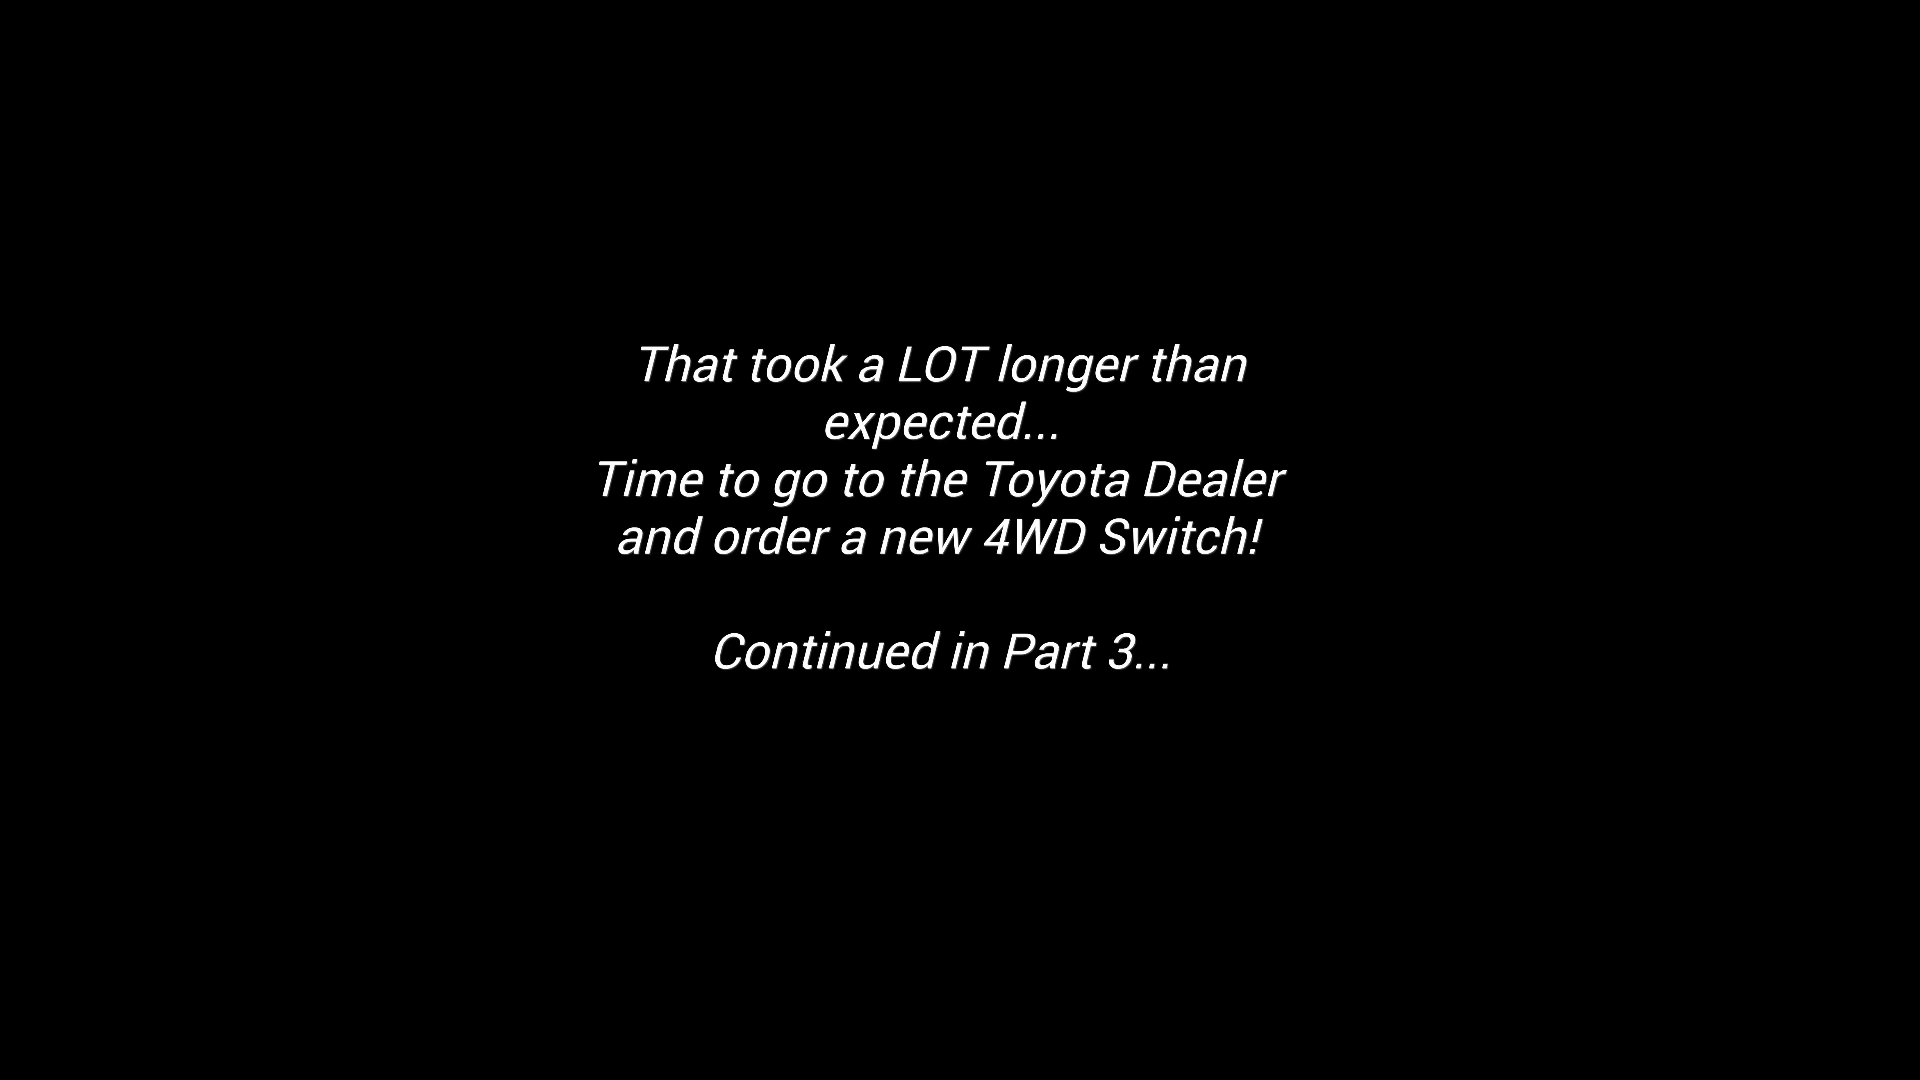 That took a LOT longer than
expected...
Time to go to the Toyota Dealer
and order a new 4WD Switch!
Continued in Part 3...